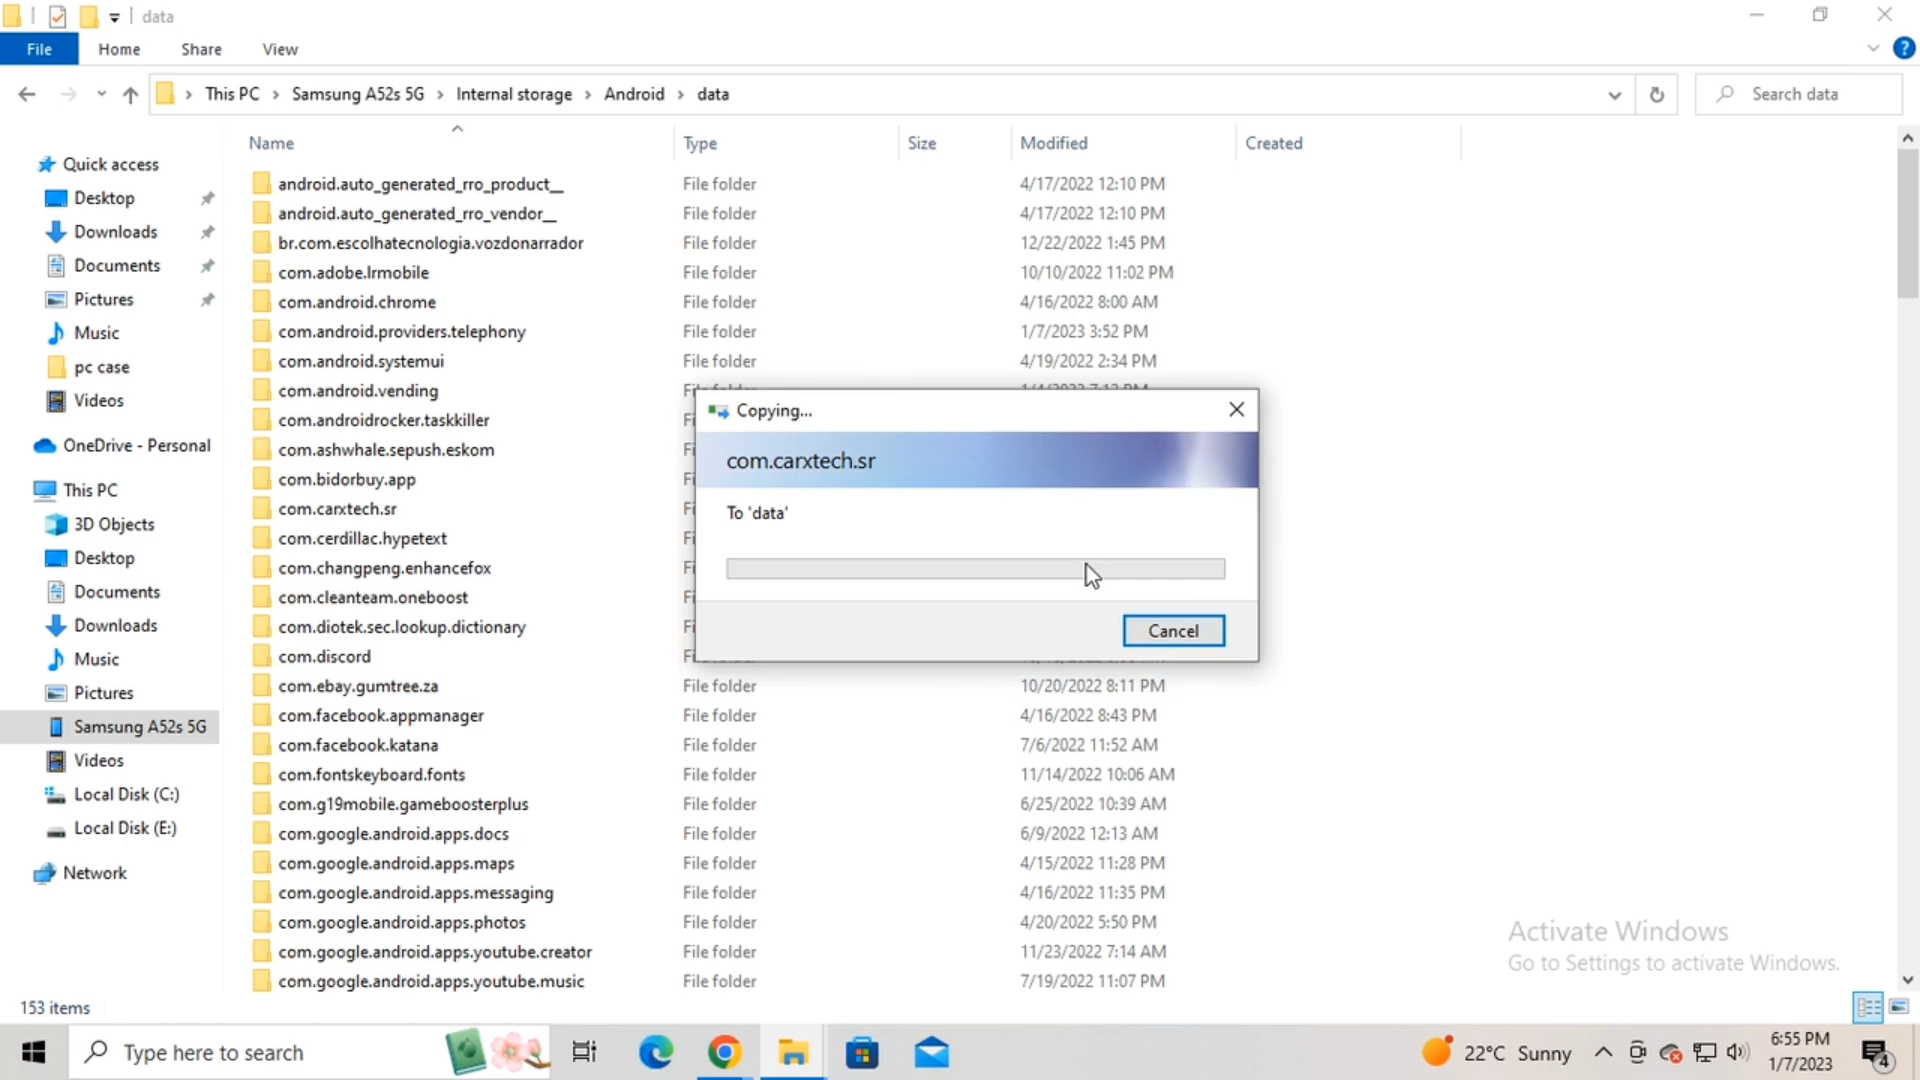 data
File Home Share View
This PC Samsung A52s 5G Internal storage Android data Search data
Name Type Size Modified Created
Quick access
Desktop
Downloads
Documents
Pictures
Music
pc case
Videos
OneDrive - Personal
This PC
3D Objects
Desktop
Documents
Downloads
Music
Pictures
Samsung A52s 5G
Videos
Local Disk (C:)
Local Disk (E:)
Network
android.auto_generated_rro_product__ File folder 4/17/2022 12:10 PM
android.auto_generated_rro_vendor__ File folder 4/17/2022 12:10 PM
br.com.escolhatecnologia.vozdonarrador File folder 12/22/2022 1:45 PM
com.adobe.lrmobile File folder 10/10/2022 11:02 PM
com.android.chrome File folder 4/16/2022 8:00 AM
com.android.providers.telephony File folder 1/7/2023 3:52 PM
com.android.systemui File folder 4/19/2022 2:34 PM
com.android.vending
com.androidrocker.taskkiller
com.ashwhale.sepush.eskom
com.bidorbuy.app
com.carxtech.sr
com.cerdillac.hypetext
com.changpeng.enhancefox
com.cleanteam.oneboost
com.diotek.sec.lookup.dictionary
com.discord
com.ebay.gumtree.za File folder 10/20/2022 8:11 PM
com.facebook.appmanager File folder 4/16/2022 8:43 PM
com.facebook.katana File folder 7/6/2022 11:52 AM
com.fontskeyboard.fonts File folder 11/14/2022 10:06 AM
com.g19mobile.gameboosterplus File folder 6/25/2022 10:39 AM
com.google.android.apps.docs File folder 6/9/2022 12:13 AM
com.google.android.apps.maps File folder 4/15/2022 11:28 PM
com.google.android.apps.messaging File folder 4/16/2022 11:35 PM
com.google.android.apps.photos File folder 4/20/2022 5:50 PM
com.google.android.apps.youtube.creator File folder 11/23/2022 7:14 AM
com.google.android.apps.youtube.music File folder 7/19/2022 11:07 PM
Copying...
com.carxtech.sr
To 'data'
Cancel
Activate Windows
Go to Settings to activate Windows.
153 items
Type here to search
22°C Sunny
6:55 PM
1/7/2023
4